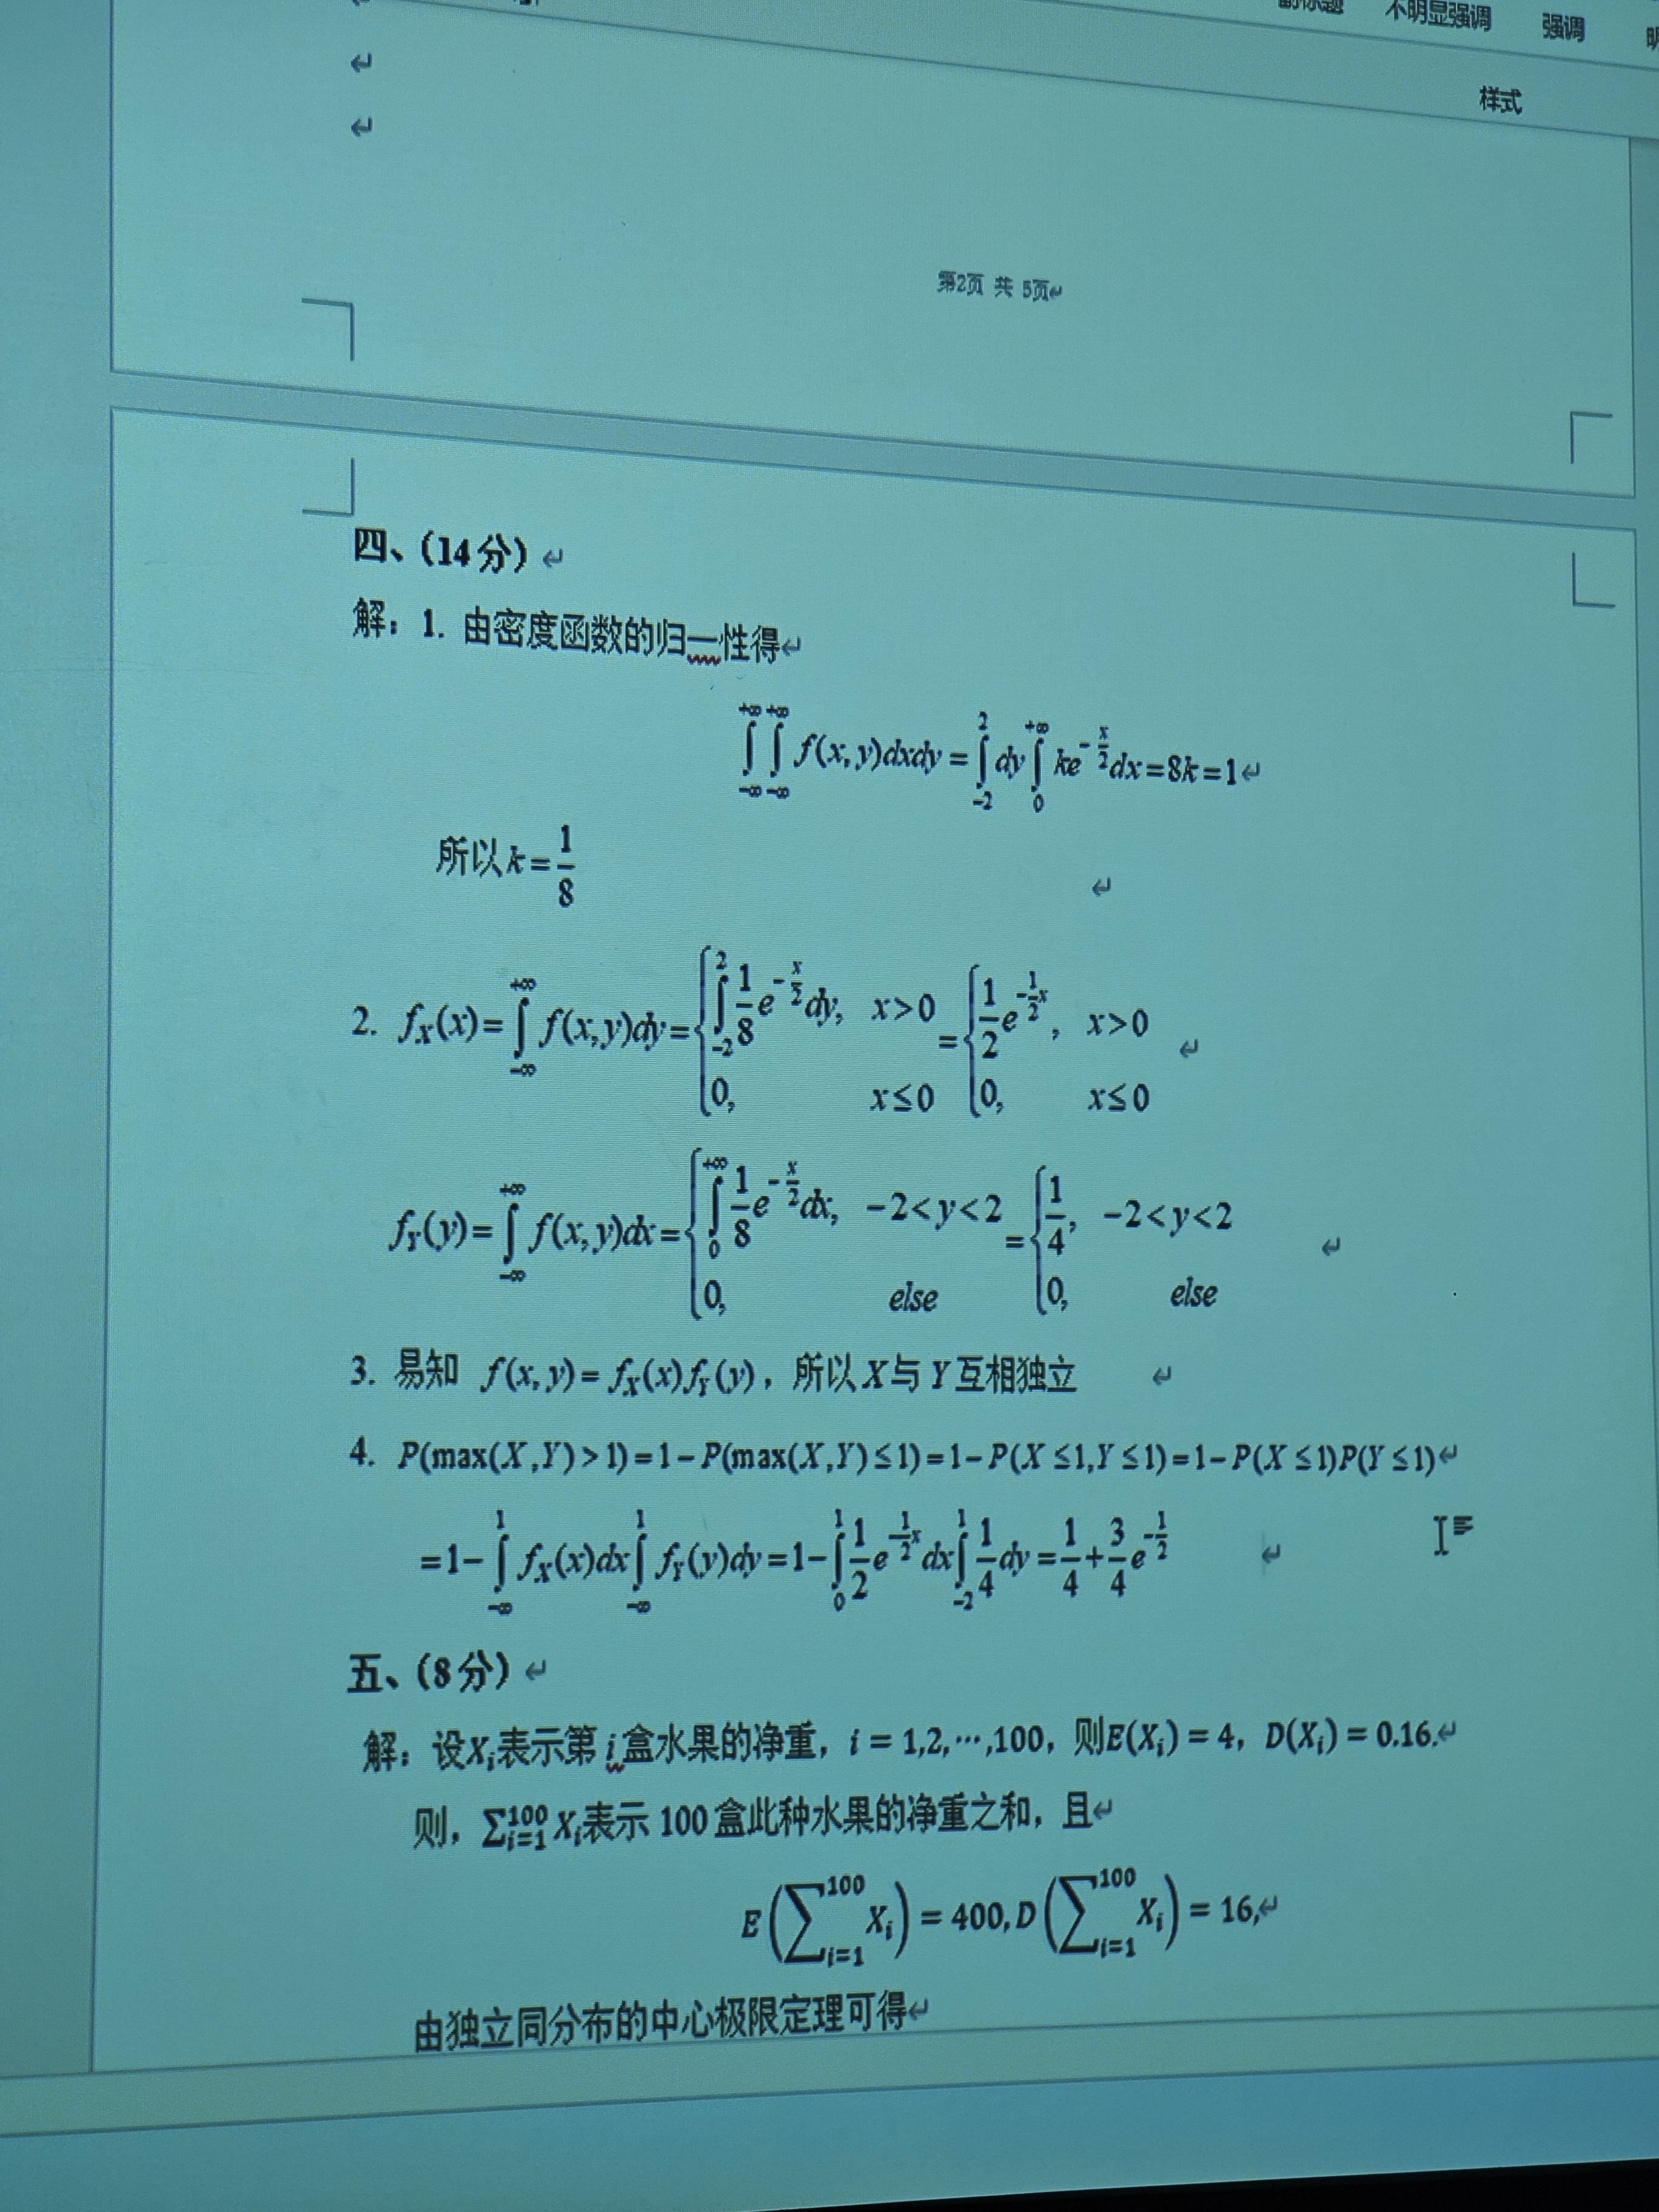 副标题 不明显强调 强调 明
样式
第2页 共 5页
四、（14分）
解：1. 由密度函数的归一性得
$\int_{-\infty}^{+\infty}\int_{-\infty}^{+\infty} f(x,y)dxdy=\int_{-2}^{2}dy\int_{0}^{+\infty} ke^{-\frac{x}{2}}dx=8k=1$
所以 $k=\frac{1}{8}$
2. $f_X(x)=\int_{-\infty}^{+\infty} f(x,y)dy=\begin{cases}\int_{-2}^{2}\frac{1}{8}e^{-\frac{x}{2}}dy, & x>0\\0, & x\le 0\end{cases}=\begin{cases}\frac{1}{2}e^{-\frac{1}{2}x}, & x>0\\0, & x\le 0\end{cases}$
$f_Y(y)=\int_{-\infty}^{+\infty} f(x,y)dx=\begin{cases}\int_{0}^{+\infty}\frac{1}{8}e^{-\frac{x}{2}}dx, & -2<y<2\\0, & else\end{cases}=\begin{cases}\frac{1}{4}, & -2<y<2\\0, & else\end{cases}$
3. 易知 $f(x,y)=f_X(x)f_Y(y)$，所以 X 与 Y 互相独立
4. $P(\max(X,Y)>1)=1-P(\max(X,Y)\le 1)=1-P(X\le 1,Y\le 1)=1-P(X\le 1)P(Y\le 1)$
$=1-\int_{-\infty}^{1} f_X(x)dx\int_{-\infty}^{1} f_Y(y)dy=1-\int_{0}^{1}\frac{1}{2}e^{-\frac{1}{2}x}dx\int_{-2}^{1}\frac{1}{4}dy=\frac{1}{4}+\frac{3}{4}e^{-\frac{1}{2}}$
五、（8分）
解：设$X_i$表示第 i 盒水果的净重，$i=1,2,\cdots,100$，则$E(X_i)=4$，$D(X_i)=0.16$.
则，$\sum_{i=1}^{100}X_i$表示 100 盒此种水果的净重之和，且
$E\left(\sum_{i=1}^{100}X_i\right)=400, D\left(\sum_{i=1}^{100}X_i\right)=16,$
由独立同分布的中心极限定理可得